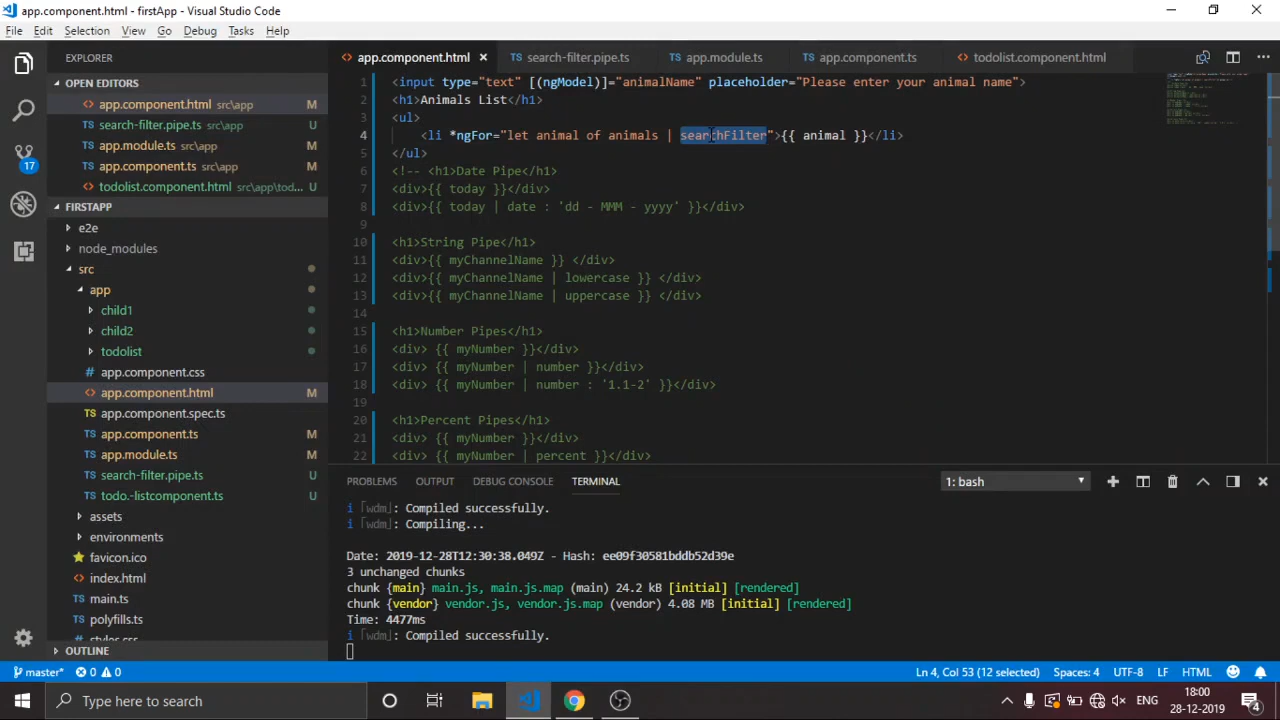 app.component.html - firstApp - Visual Studio Code
File Edit Selection View Go Debug Tasks Help
EXPLORER
app.component.html search-filter.pipe.ts app.module.ts app.component.ts todolist.component.html
OPEN EDITORS
app.component.html src\app M
search-filter.pipe.ts src\app U
app.module.ts src\app M
app.component.ts src\app M
todolist.component.html src\app\tod... U
17
FIRSTAPP
e2e
node_modules
src
app
child1
child2
todolist
app.component.css
app.component.html M
app.component.spec.ts
app.component.ts M
app.module.ts M
search-filter.pipe.ts U
todo.-listcomponent.ts U
assets
environments
favicon.ico
index.html
main.ts
polyfills.ts
styles.css
OUTLINE
1 <input type="text" [(ngModel)]="animalName" placeholder="Please enter your animal name">
2 <h1>Animals List</h1>
3 <ul>
4 <li *ngFor="let animal of animals | searchFilter">{{ animal }}</li>
5 </ul>
6 <!-- <h1>Date Pipe</h1>
7 <div>{{ today }}</div>
8 <div>{{ today | date : 'dd - MMM - yyyy' }}</div>
9
10 <h1>String Pipe</h1>
11 <div>{{ myChannelName }} </div>
12 <div>{{ myChannelName | lowercase }} </div>
13 <div>{{ myChannelName | uppercase }} </div>
14
15 <h1>Number Pipes</h1>
16 <div> {{ myNumber }}</div>
17 <div> {{ myNumber | number }}</div>
18 <div> {{ myNumber | number : '1.1-2' }}</div>
19
20 <h1>Percent Pipes</h1>
21 <div> {{ myNumber }}</div>
22 <div> {{ myNumber | percent }}</div>
PROBLEMS OUTPUT DEBUG CONSOLE TERMINAL 1: bash
i ｢wdm｣: Compiled successfully.
i ｢wdm｣: Compiling...
Date: 2019-12-28T12:30:38.049Z - Hash: ee09f30581bddb52d39e
3 unchanged chunks
chunk {main} main.js, main.js.map (main) 24.2 kB [initial] [rendered]
chunk {vendor} vendor.js, vendor.js.map (vendor) 4.08 MB [initial] [rendered]
Time: 4477ms
i ｢wdm｣: Compiled successfully.
master* 0 0 Ln 4, Col 53 (12 selected) Spaces: 4 UTF-8 LF HTML
Type here to search
ENG
18:00
28-12-2019
4